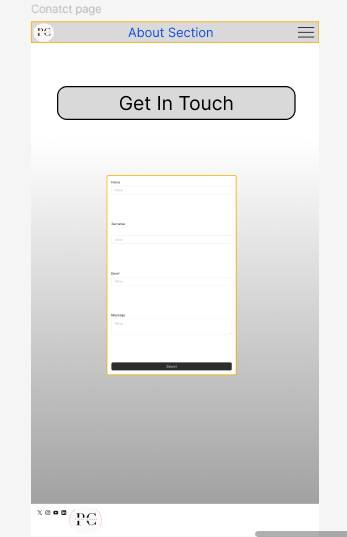 Conatct page
PC
About Section
Get In Touch
Name
Value
Surname
Value
Email
Value
Message
Value
Submit
PC